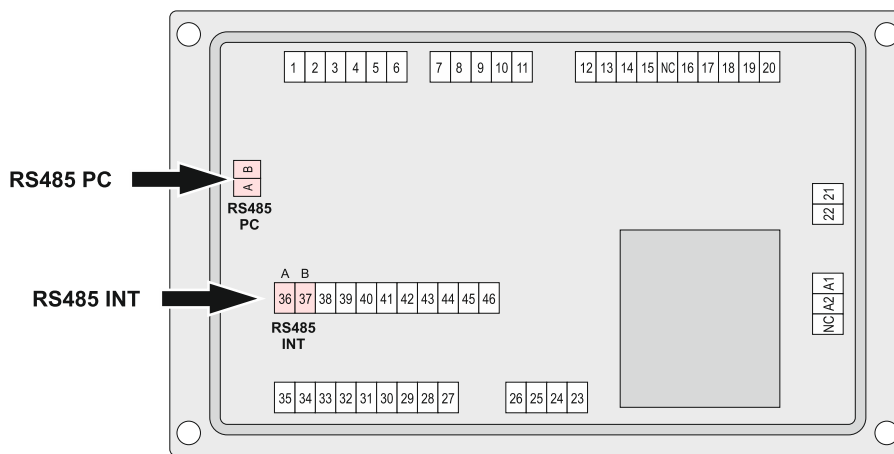 1 2 3 4 5 6
7 8 9 10 11
12 13 14 15 NC 16 17 18 19 20
RS485 PC
B
A
RS485
PC
21
22
RS485 INT
A B
36 37 38 39 40 41 42 43 44 45 46
RS485
INT
A1
A2
NC
35 34 33 32 31 30 29 28 27
26 25 24 23